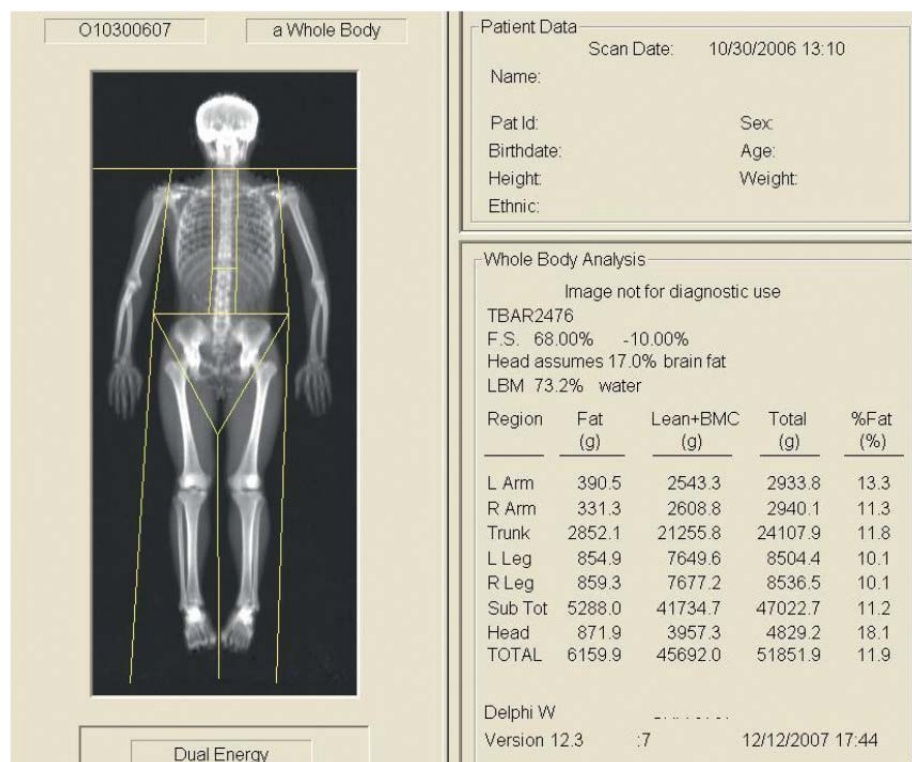 O10300607 a Whole Body
Dual Energy
Patient Data
Scan Date: 10/30/2006 13:10
Name:
Pat Id: Sex:
Birthdate: Age:
Height: Weight:
Ethnic:
Whole Body Analysis
Image not for diagnostic use
TBAR2476
F.S. 68.00% -10.00%
Head assumes 17.0% brain fat
LBM 73.2% water
Region Fat Lean+BMC Total %Fat
(g) (g) (g) (%)
L Arm 390.5 2543.3 2933.8 13.3
R Arm 331.3 2608.8 2940.1 11.3
Trunk 2852.1 21255.8 24107.9 11.8
L Leg 854.9 7649.6 8504.4 10.1
R Leg 859.3 7677.2 8536.5 10.1
Sub Tot 5288.0 41734.7 47022.7 11.2
Head 871.9 3957.3 4829.2 18.1
TOTAL 6159.9 45692.0 51851.9 11.9
Delphi W
Version 12.3 :7 12/12/2007 17:44